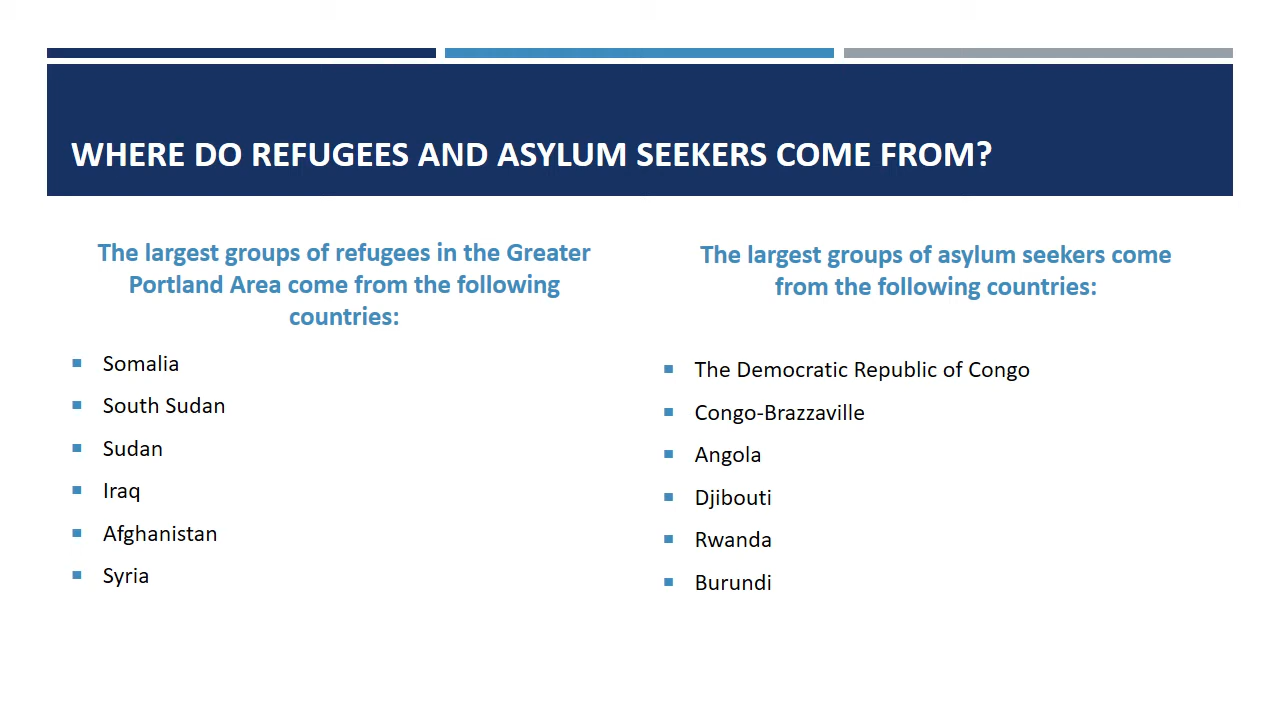 WHERE DO REFUGEES AND ASYLUM SEEKERS COME FROM?
The largest groups of refugees in the Greater
Portland Area come from the following
countries:
Somalia
South Sudan
Sudan
Iraq
Afghanistan
Syria
The largest groups of asylum seekers come
from the following countries:
The Democratic Republic of Congo
Congo-Brazzaville
Angola
Djibouti
Rwanda
Burundi